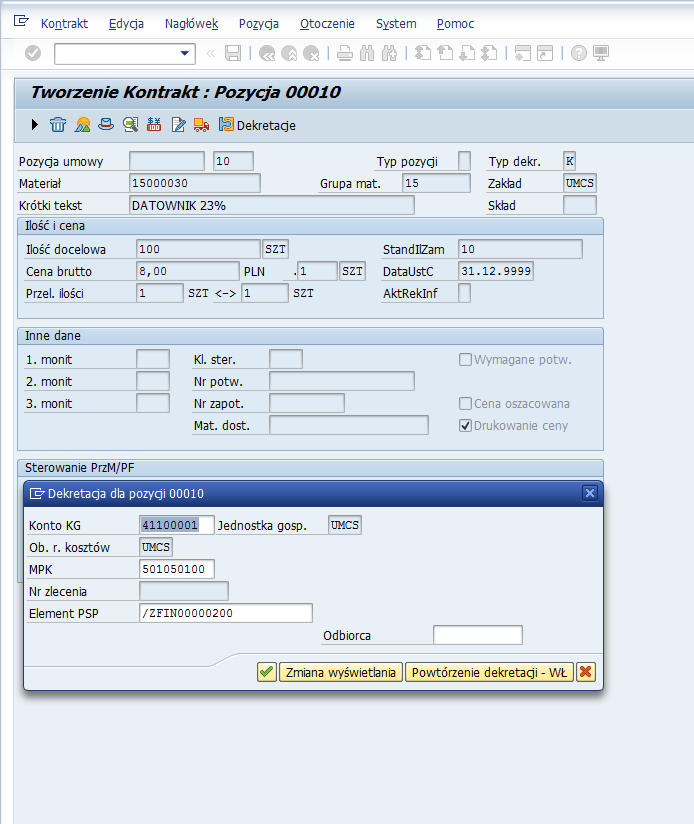 Kontrakt Edycja Nagłówek Pozycja Otoczenie System Pomoc
Tworzenie Kontrakt : Pozycja 00010
Dekretacje
Pozycja umowy 10 Typ pozycji Typ dekr. K
Materiał 15000030 Grupa mat. 15 Zakład UMCS
Krótki tekst DATOWNIK 23% Skład
Ilość i cena
Ilość docelowa 100 SZT StandIlZam 10
Cena brutto 8,00 PLN . 1 SZT DataUstC 31.12.9999
Przel. ilości 1 SZT <-> 1 SZT AktRekInf
Inne dane
1. monit Kl. ster. Wymagane potw.
2. monit Nr potw.
3. monit Nr zapot. Cena oszacowana
Mat. dost. Drukowanie ceny
Sterowanie PrzM/PF
Dekretacja dla pozycji 00010
Konto KG 41100001 Jednostka gosp. UMCS
Ob. r. kosztów UMCS
MPK 501050100
Nr zlecenia
Element PSP /ZFIN00000200
Odbiorca
Zmiana wyświetlania Powtórzenie dekretacji - WŁ